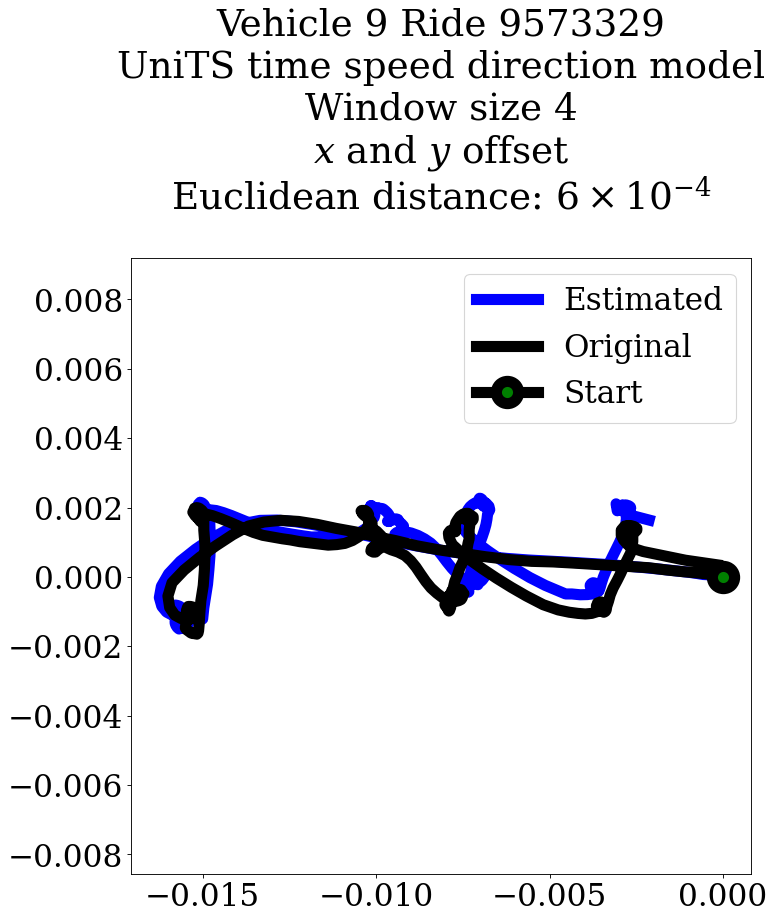 Vehicle 9 Ride 9573329
UniTS time speed direction model
Window size 4
x and y offset
Euclidean distance: 6 × 10⁻⁴
Estimated
Original
Start
0.008
0.006
0.004
0.002
0.000
−0.002
−0.004
−0.006
−0.008
−0.015 −0.010 −0.005 0.000